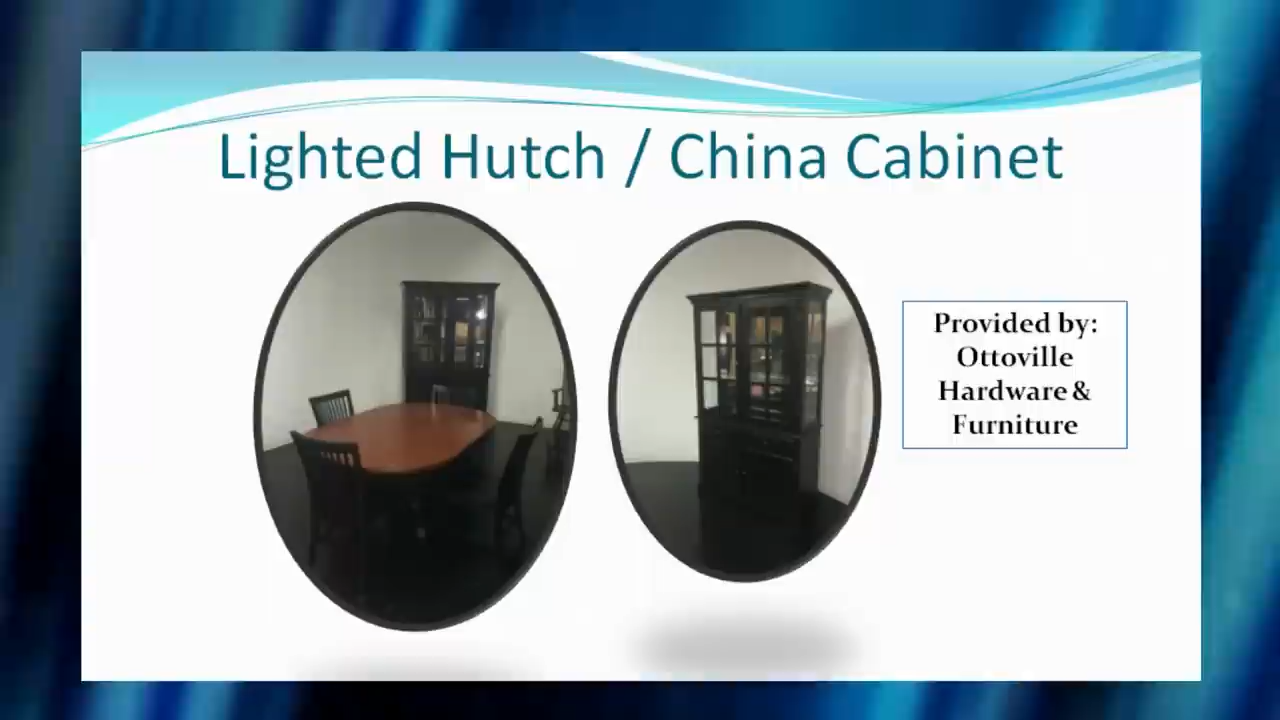 Lighted Hutch / China Cabinet
Provided by:
Ottoville
Hardware &
Furniture